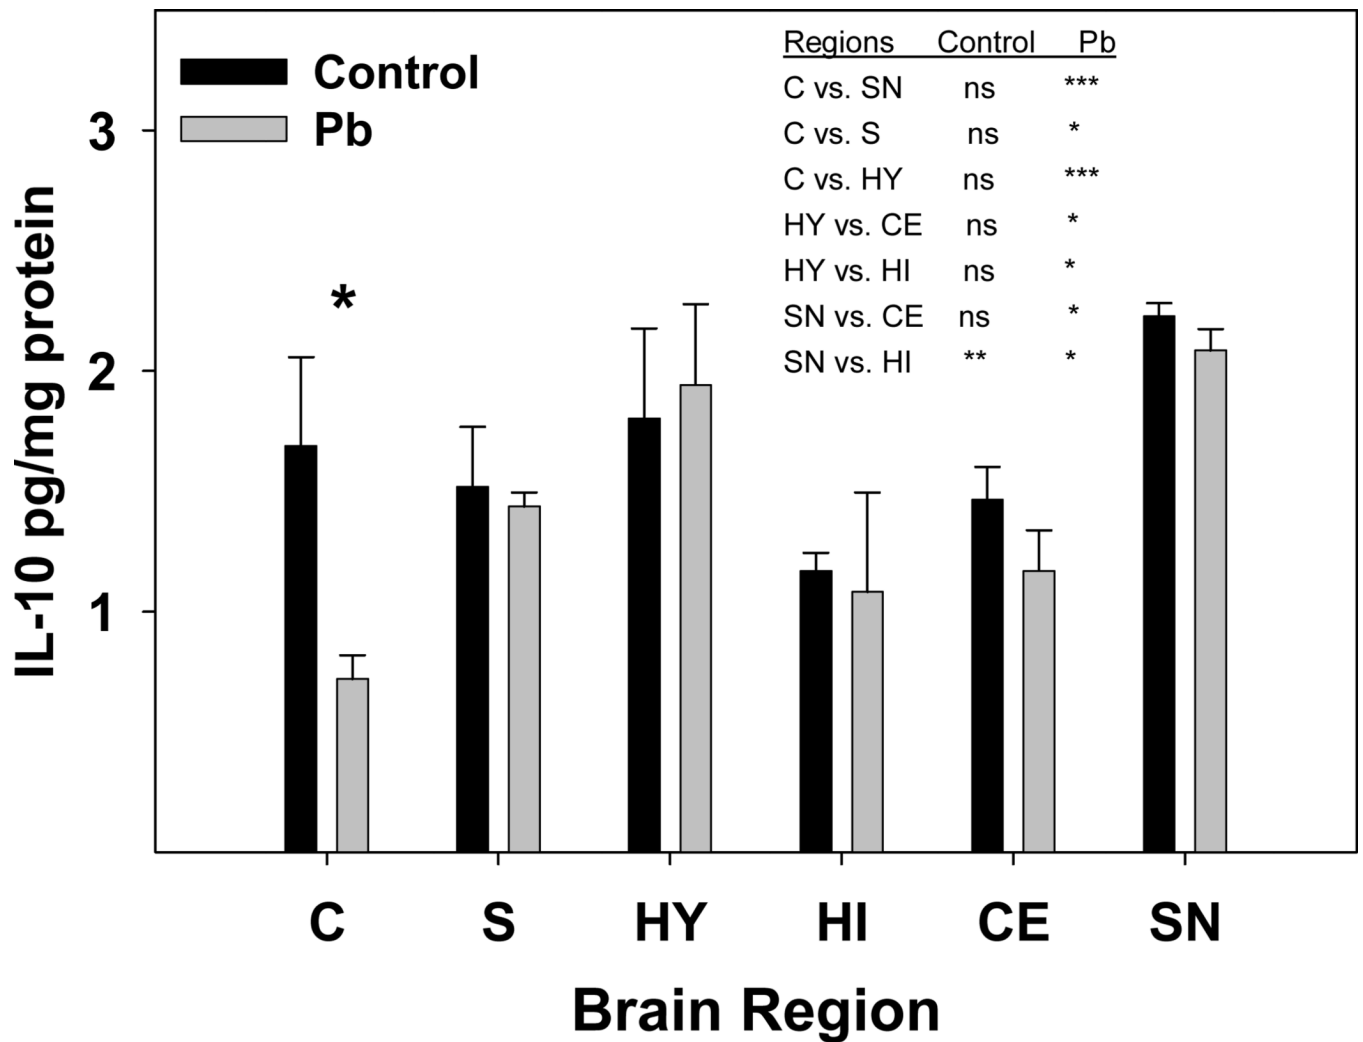 Control
Pb
Regions Control Pb
C vs. SN ns ***
C vs. S ns *
C vs. HY ns ***
HY vs. CE ns *
HY vs. HI ns *
SN vs. CE ns *
SN vs. HI ** *
IL-10 pg/mg protein
3
2
1
*
C S HY HI CE SN
Brain Region